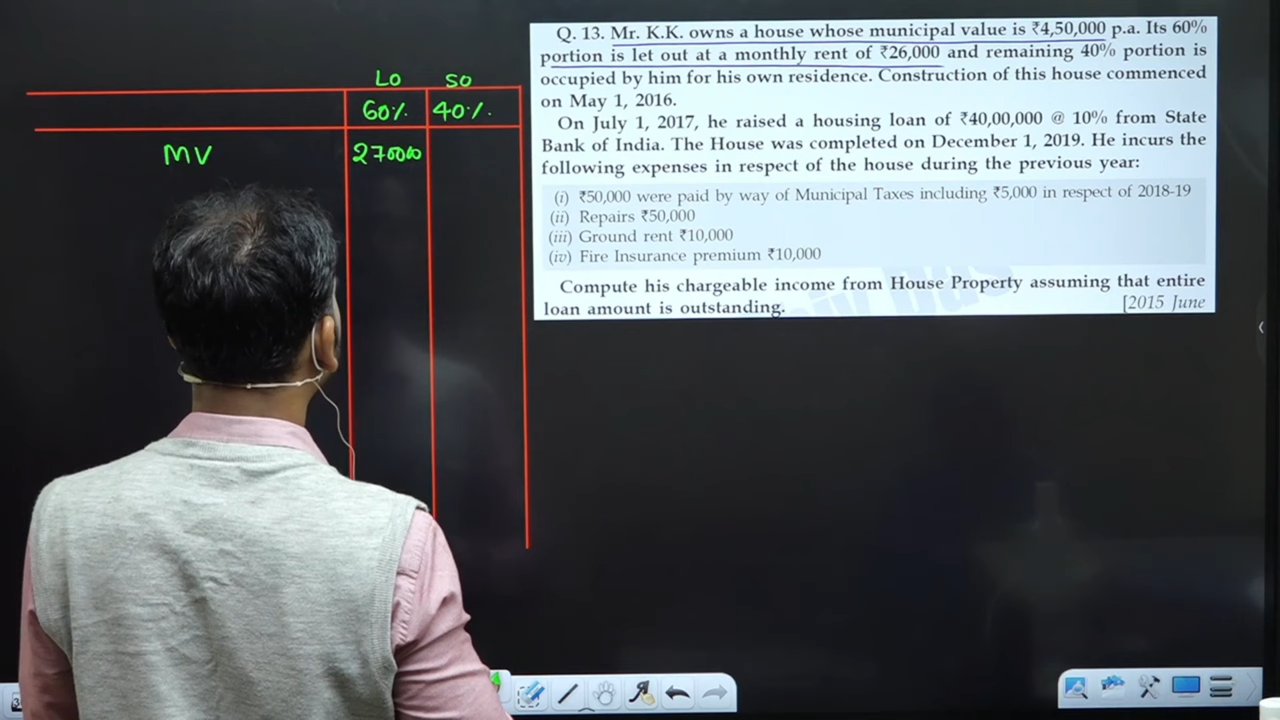 LO SO
60% 40%.
MV 270000
Q. 13. Mr. K.K. owns a house whose municipal value is ₹4,50,000 p.a. Its 60%
portion is let out at a monthly rent of ₹26,000 and remaining 40% portion is
occupied by him for his own residence. Construction of this house commenced
on May 1, 2016.
On July 1, 2017, he raised a housing loan of ₹40,00,000 @ 10% from State
Bank of India. The House was completed on December 1, 2019. He incurs the
following expenses in respect of the house during the previous year:
(i) ₹50,000 were paid by way of Municipal Taxes including ₹5,000 in respect of 2018-19
(ii) Repairs ₹50,000
(iii) Ground rent ₹10,000
(iv) Fire Insurance premium ₹10,000
Compute his chargeable income from House Property assuming that entire
loan amount is outstanding. [2015 June